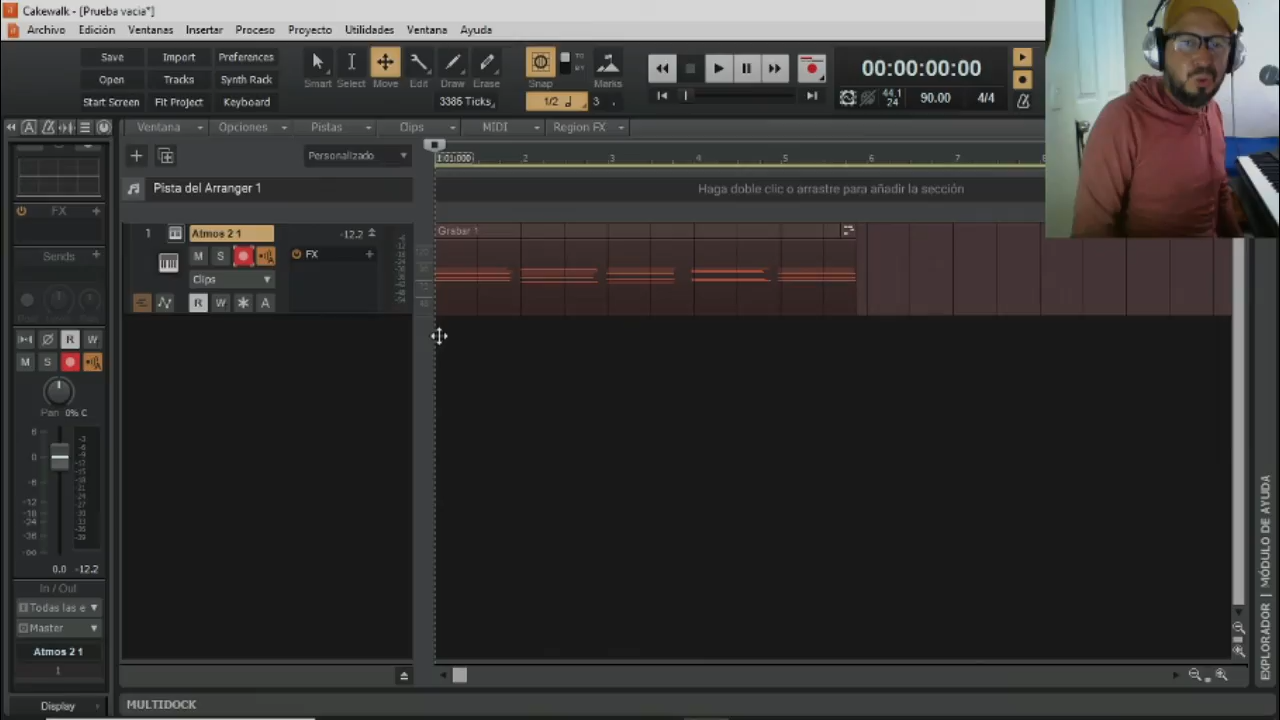 Cakewalk - [Prueba vacia*]
Archivo Edición Ventanas Insertar Proceso Proyecto Utilidades Ventana Ayuda
Save Import Preferences
Open Tracks Synth Rack
Start Screen Fit Project Keyboard
Smart Select Move Edit Draw Erase Snap Marks
3386 Ticks, 1/2 3
00:00:00:00
44.1
24
90.00 4/4
Ventana Opciones Pistas Clips MIDI Region FX
Personalizado
1:01:000 2 3 4 5 6 7
Pista del Arranger 1
Haga doble clic o arrastre para añadir la sección
1 Atmos 2 1 -12.2
Grabar 1
M S
FX
Clips
R W A
FX
Sends
R W
M S
Pan 0% C
6
0
-6
-12
-18
-24
-36
-oo
0.0 -12.2
In / Out
Todas las e
Master
Atmos 2 1
1
Display
MULTIDOCK
EXPLORADOR | MÓDULO DE AYUDA